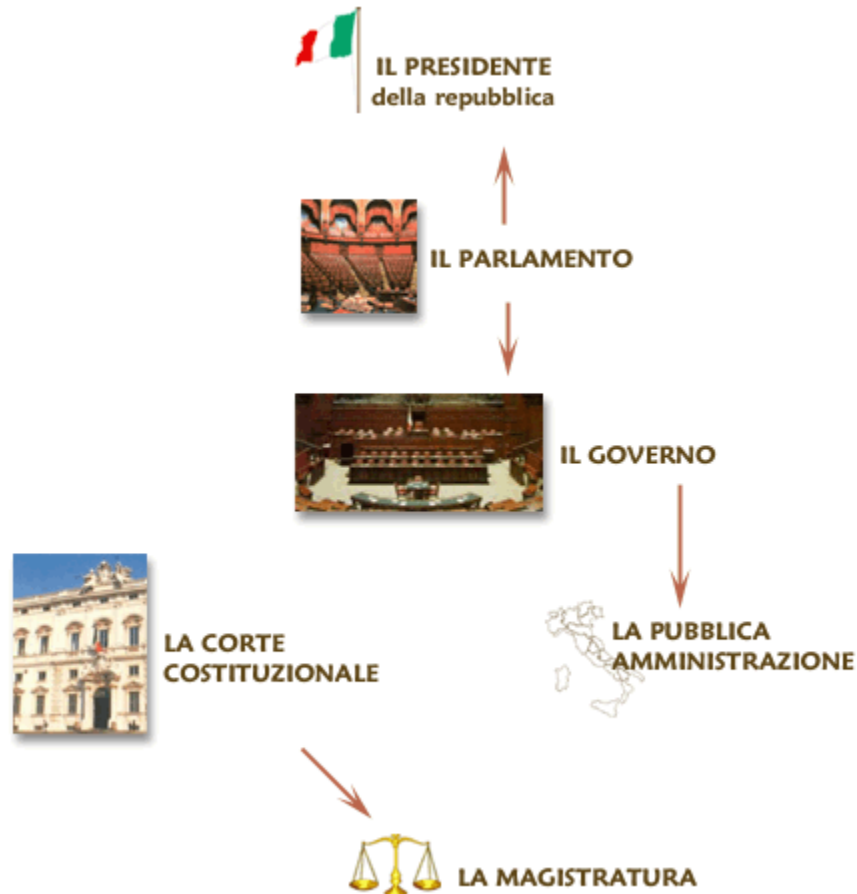 IL PRESIDENTE
della repubblica
IL PARLAMENTO
IL GOVERNO
LA CORTE
COSTITUZIONALE
LA PUBBLICA
AMMINISTRAZIONE
LA MAGISTRATURA